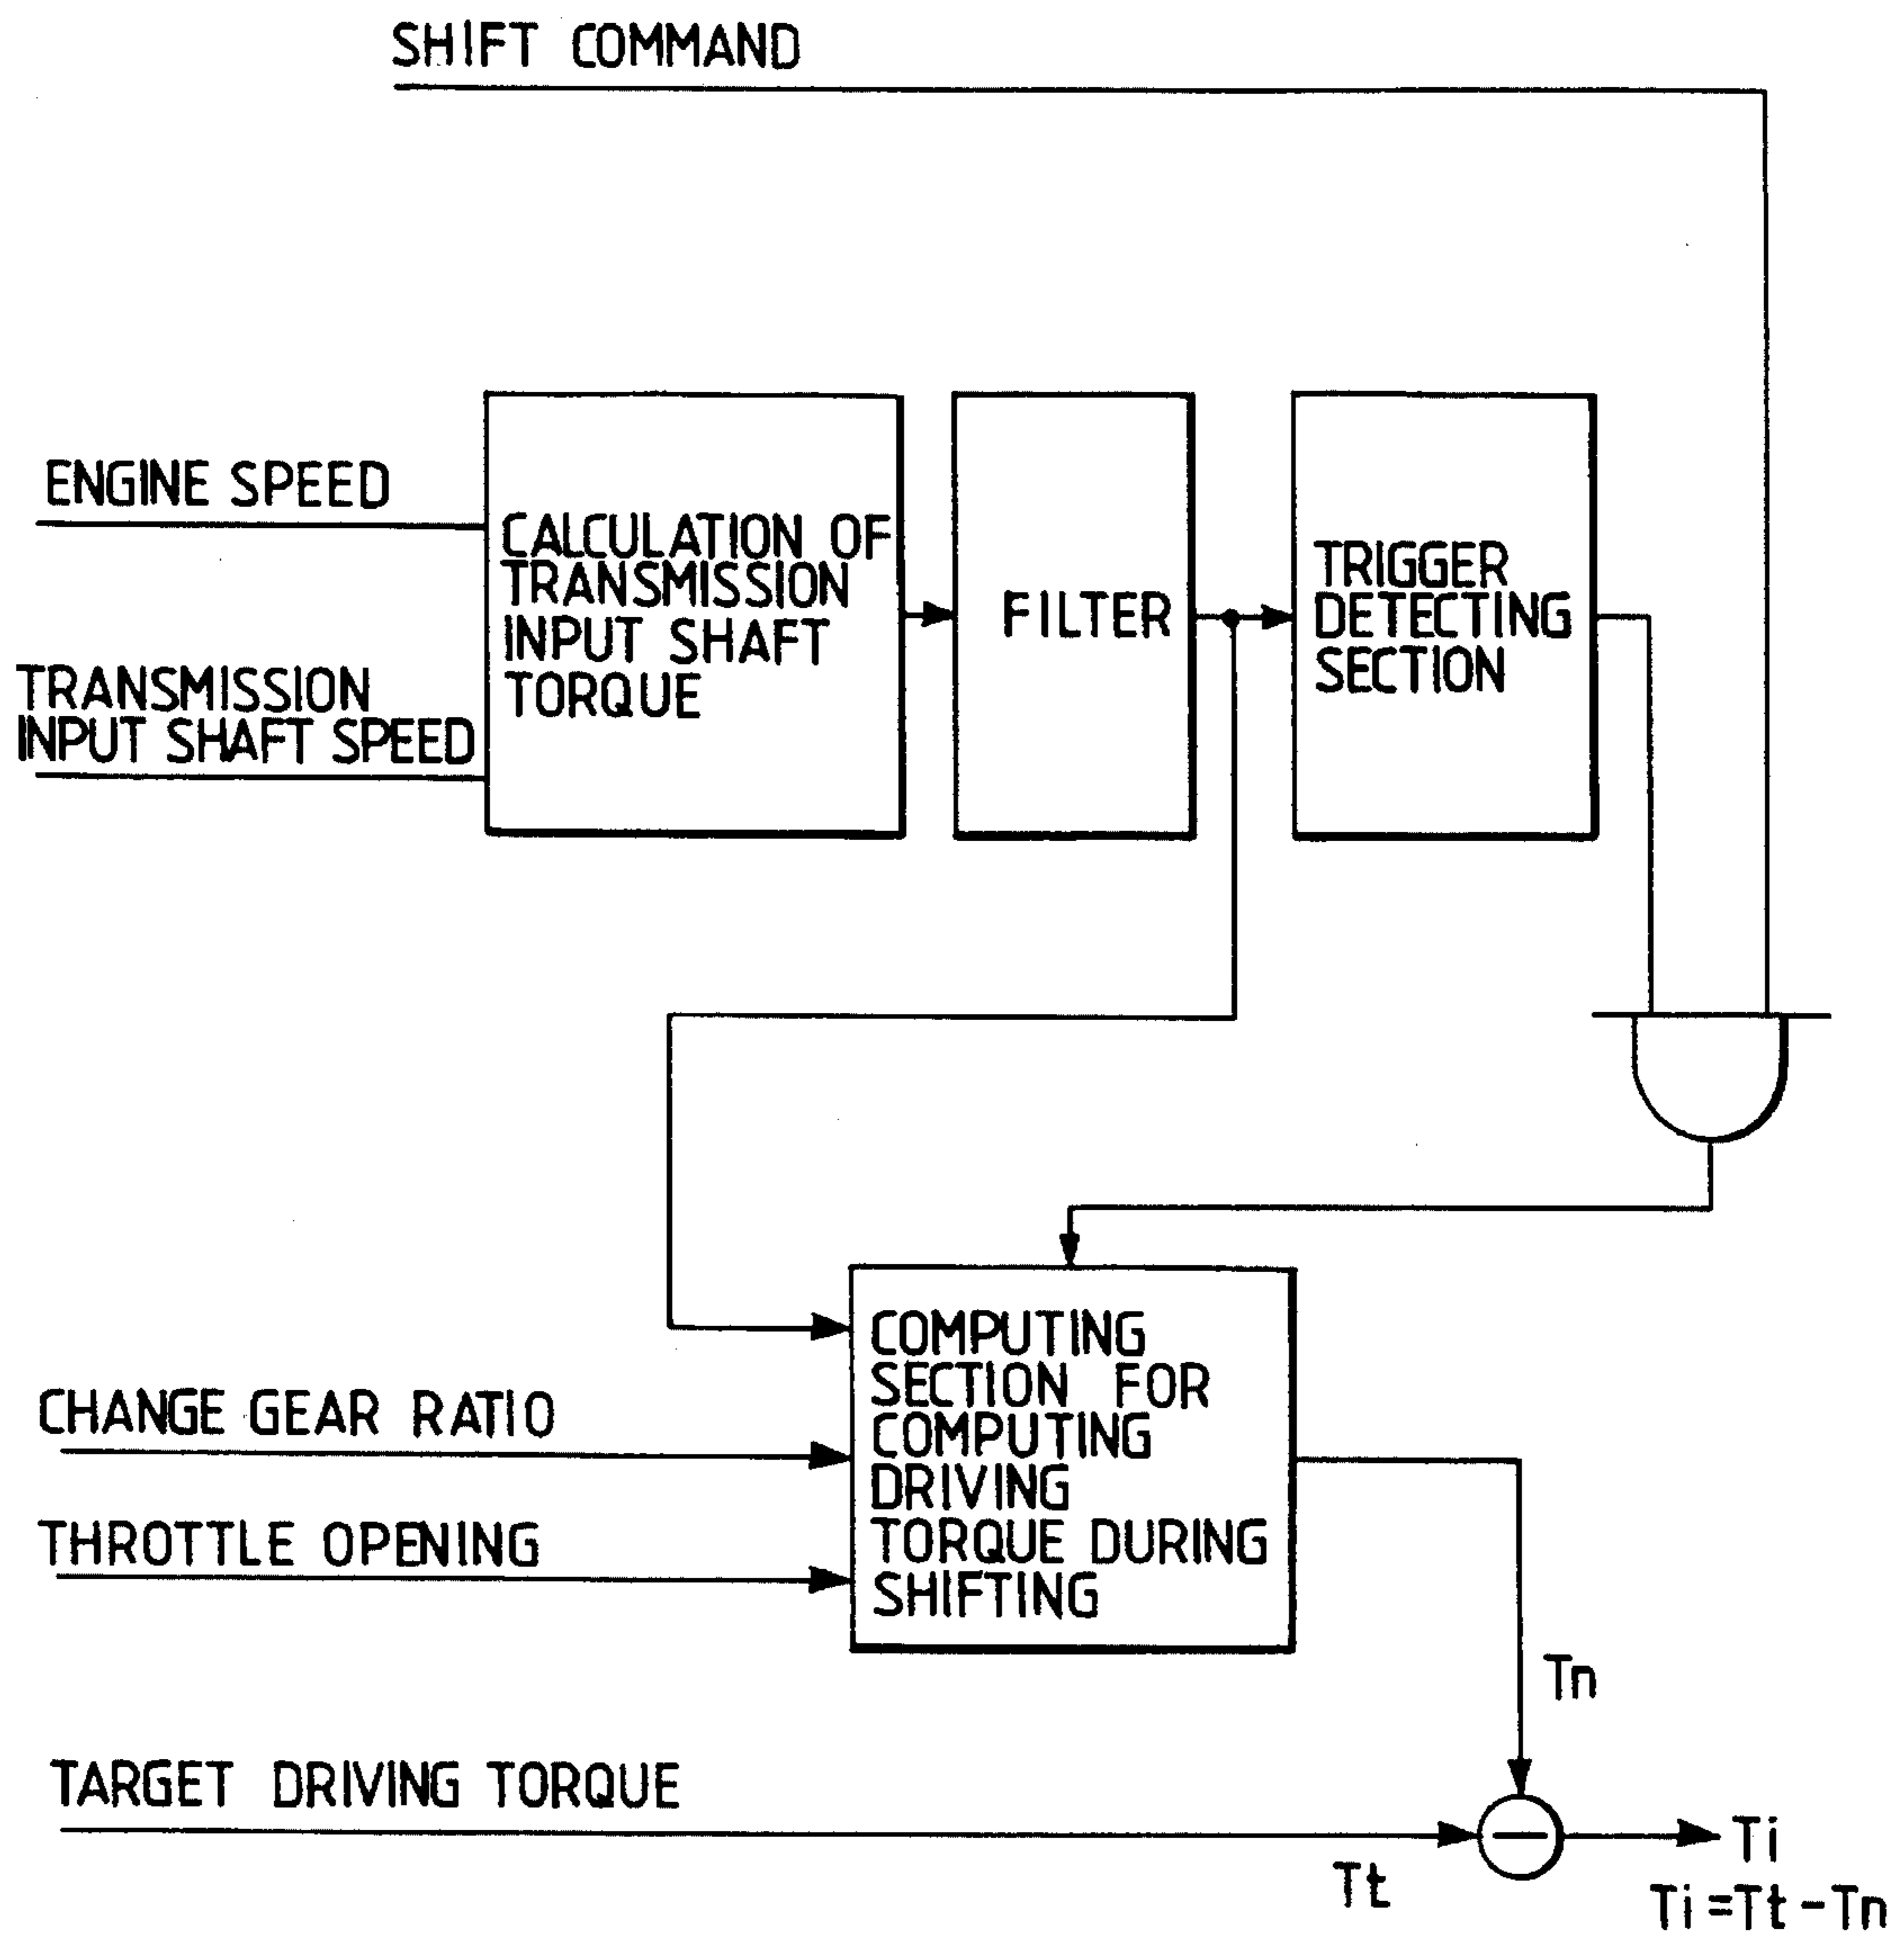 SHIFT COMMAND
ENGINE SPEED
TRANSMISSION
INPUT SHAFT SPEED
CALCULATION OF
TRANSMISSION
INPUT SHAFT
TORQUE
FILTER
TRIGGER
DETECTING
SECTION
CHANGE GEAR RATIO
THROTTLE OPENING
COMPUTING
SECTION FOR
COMPUTING
DRIVING
TORQUE DURING
SHIFTING
Tn
TARGET DRIVING TORQUE
Tt
Ti
Ti=Tt-Tn